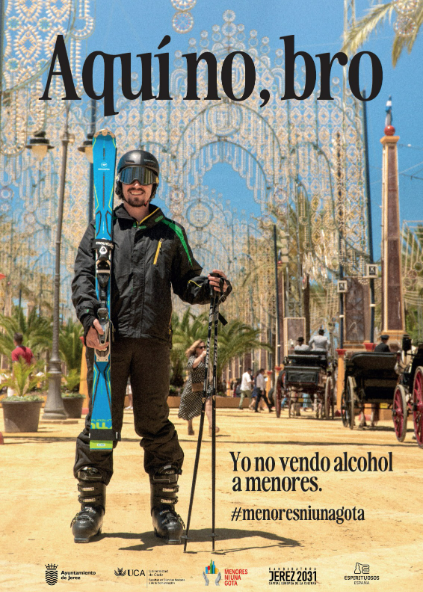 Aquí no, bro
Yo no vendo alcohol
a menores.
#menoresniunagota
Ayuntamiento
de Jerez
UCA
MENORES
NI UNA
GOTA
JEREZ 2031
ESPIRITUOSOS
ESPAÑA